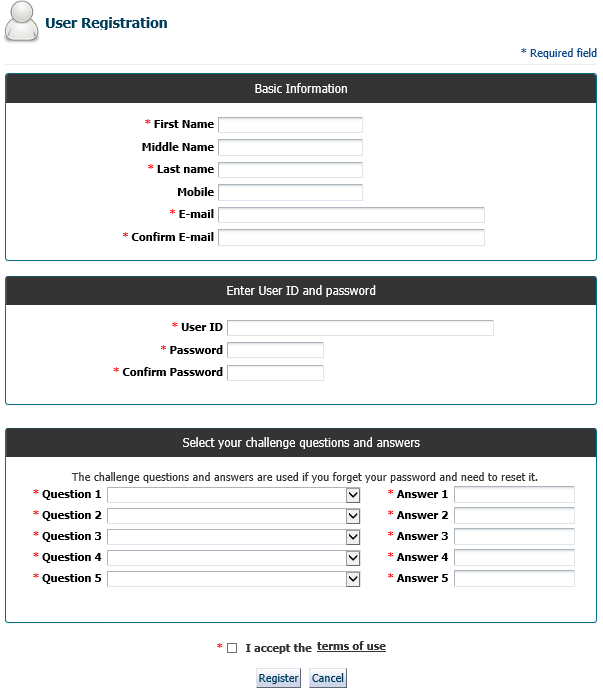 User Registration
* Required field
Basic Information
* First Name
Middle Name
* Last name
Mobile
* E-mail
* Confirm E-mail
Enter User ID and password
* User ID
* Password
* Confirm Password
Select your challenge questions and answers
The challenge questions and answers are used if you forget your password and need to reset it.
* Question 1 * Answer 1
* Question 2 * Answer 2
* Question 3 * Answer 3
* Question 4 * Answer 4
* Question 5 * Answer 5
* I accept the terms of use
Register Cancel